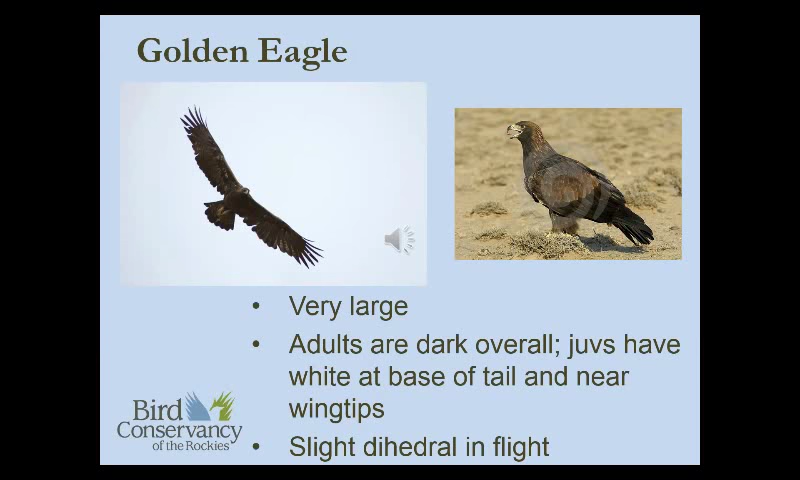 Golden Eagle
• Very large
• Adults are dark overall; juvs have
white at base of tail and near
wingtips
• Slight dihedral in flight
Bird
Conservancy
of the Rockies